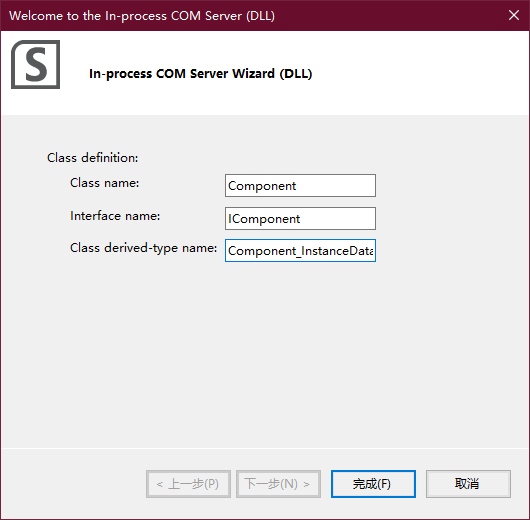 Welcome to the In-process COM Server (DLL)
S
In-process COM Server Wizard (DLL)
Class definition:
Class name: Component
Interface name: IComponent
Class derived-type name: Component_InstanceData
< 上一步(P) 下一步(N) > 完成(F) 取消